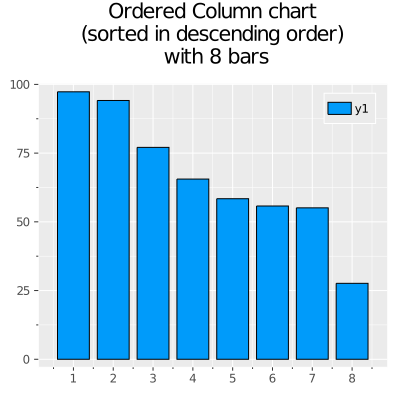 Ordered Column chart
(sorted in descending order)
with 8 bars
100
y1
75
50
25
0
1 2 3 4 5 6 7 8